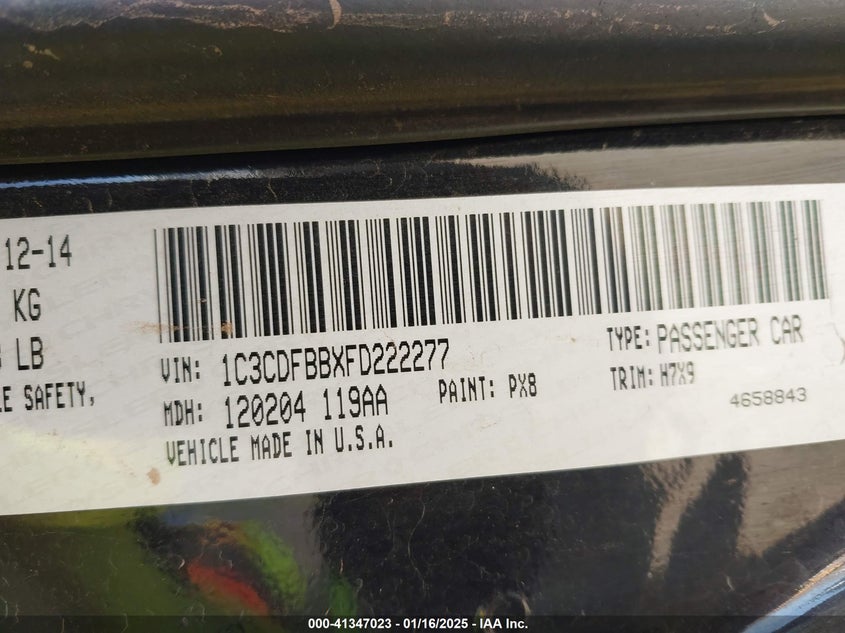 12-14
KG
LB
LE SAFETY,
VIN: 1C3CDFBBXFD222277
TYPE: PASSENGER CAR
MDH: 120204 119AA
PAINT: PX8
TRIM: H7X9
VEHICLE MADE IN U.S.A.
4658843
000-41347023 - 01/16/2025 - IAA Inc.